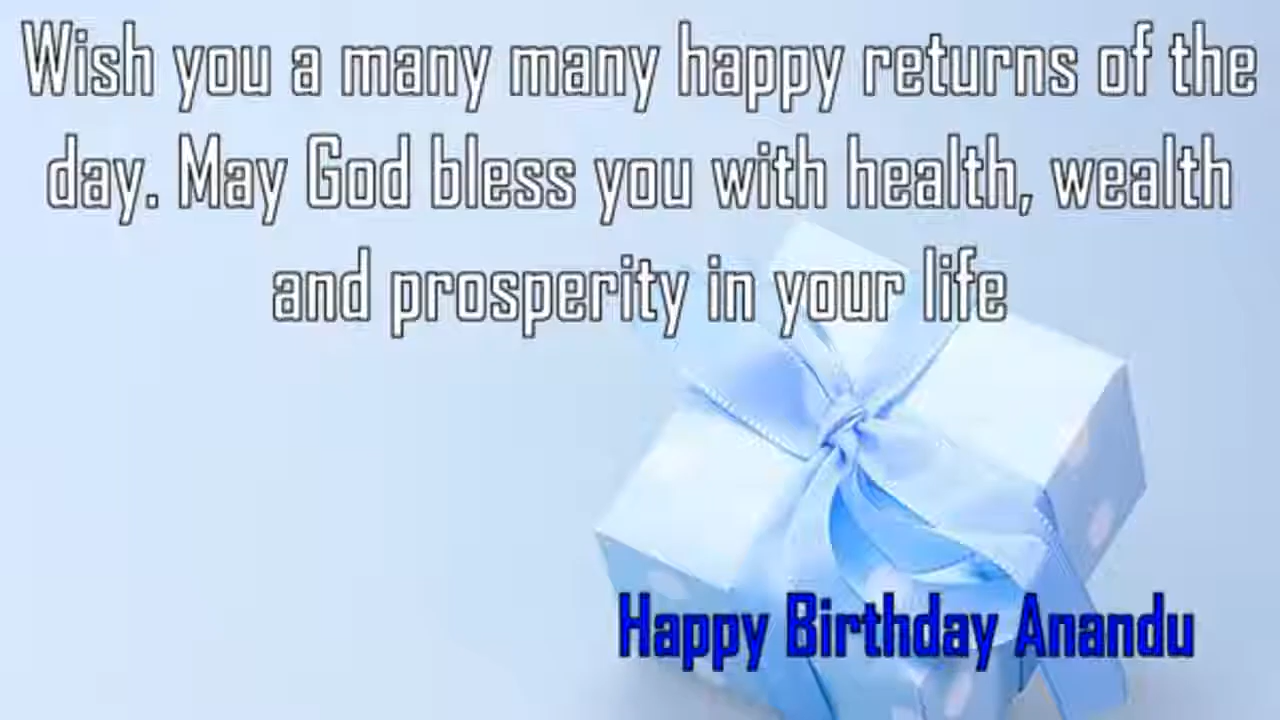 Wish you a many many happy returns of the
day. May God bless you with health, wealth
and prosperity in your life
Happy Birthday Anandu